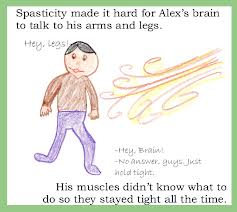 Spasticity made it hard for Alex's brain
to talk to his arms and legs.
Hey, legs!
-Hey, Brain!
-No answer, guys. Just
hold tight.
His muscles didn't know what to
do so they stayed tight all the time.